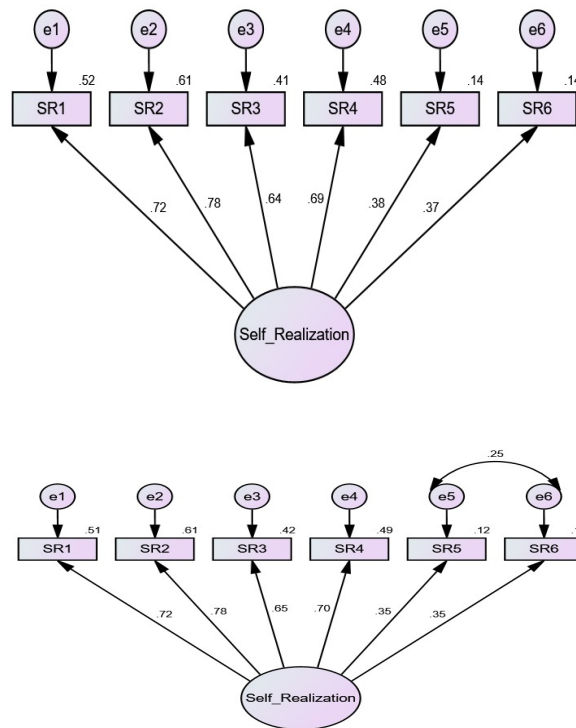 e1 e2 e3 e4 e5 e6
.52 .61 .41 .48 .14 .14
SR1 SR2 SR3 SR4 SR5 SR6
.72 .78 .64 .69 .38 .37
Self_Realization
.25
e1 e2 e3 e4 e5 e6
.51 .61 .42 .49 .12
SR1 SR2 SR3 SR4 SR5 SR6
.72 .78 .65 .70 .35 .35
Self_Realization